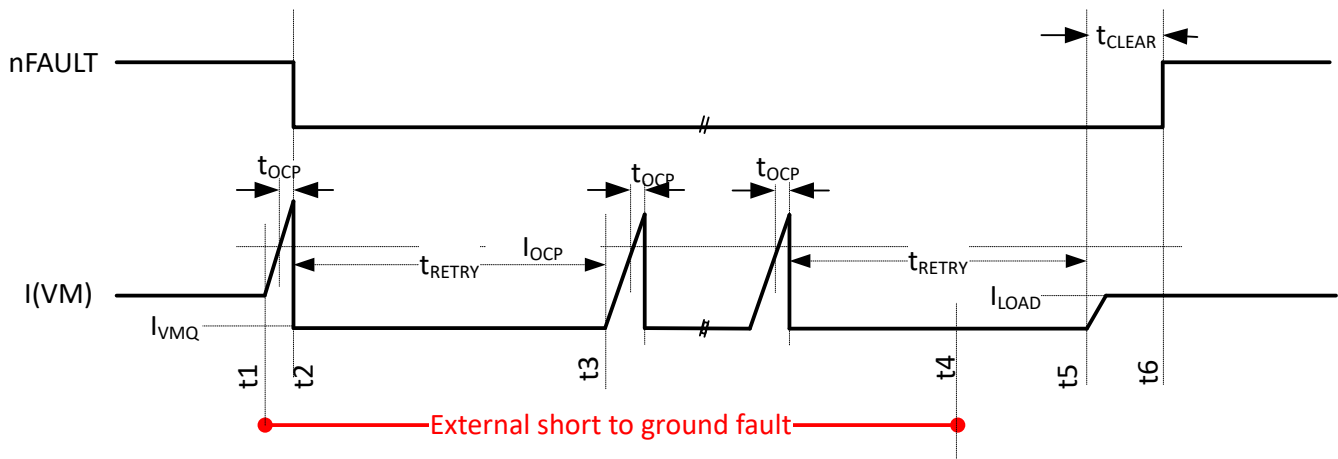 tCLEAR
nFAULT
tOCP
tOCP
tOCP
IOCP
tRETRY
tRETRY
I(VM)
ILOAD
IVMQ
t1
t2
t3
t4
t5
t6
External short to ground fault